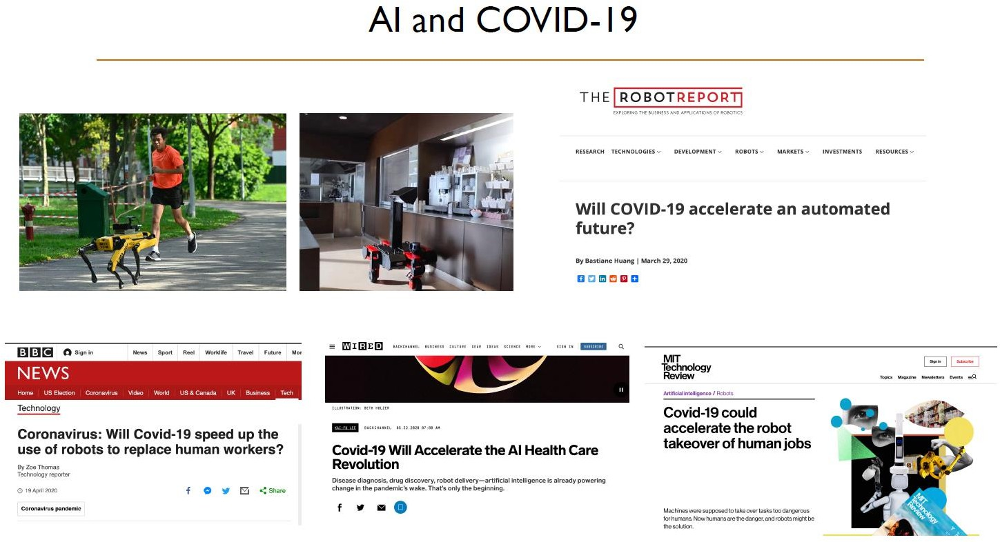 AI and COVID-19
THE ROBOTREPORT
EXPLORING THE BUSINESS AND APPLICATIONS OF ROBOTICS
RESEARCH TECHNOLOGIES DEVELOPMENT ROBOTS MARKETS INVESTMENTS RESOURCES
Will COVID-19 accelerate an automated
future?
By Bastiane Huang | March 29, 2020
BBC Sign in News Sport Reel Worklife Travel Future Mor
NEWS
Home US Election Coronavirus Video World US & Canada UK Business Tech
Technology
Coronavirus: Will Covid-19 speed up the
use of robots to replace human workers?
By Zoe Thomas
Technology reporter
19 April 2020 Share
Coronavirus pandemic
WIRED BACKCHANNEL BUSINESS CULTURE GEAR IDEAS SCIENCE MORE SIGN IN SUBSCRIBE
ILLUSTRATION: BETH HOLZER
KAI-FU LEE BACKCHANNEL 05.22.2020 07:00 AM
Covid-19 Will Accelerate the AI Health Care
Revolution
Disease diagnosis, drug discovery, robot delivery—artificial intelligence is already powering
change in the pandemic's wake. That's only the beginning.
MIT
Technology
Review
Sign in Subscribe
Topics Magazine Newsletters Events
Artificial intelligence / Robots
Covid-19 could
accelerate the robot
takeover of human jobs
Machines were supposed to take over tasks too dangerous
for humans. Now humans are the danger, and robots might be
the solution.
MIT
Technology
Review